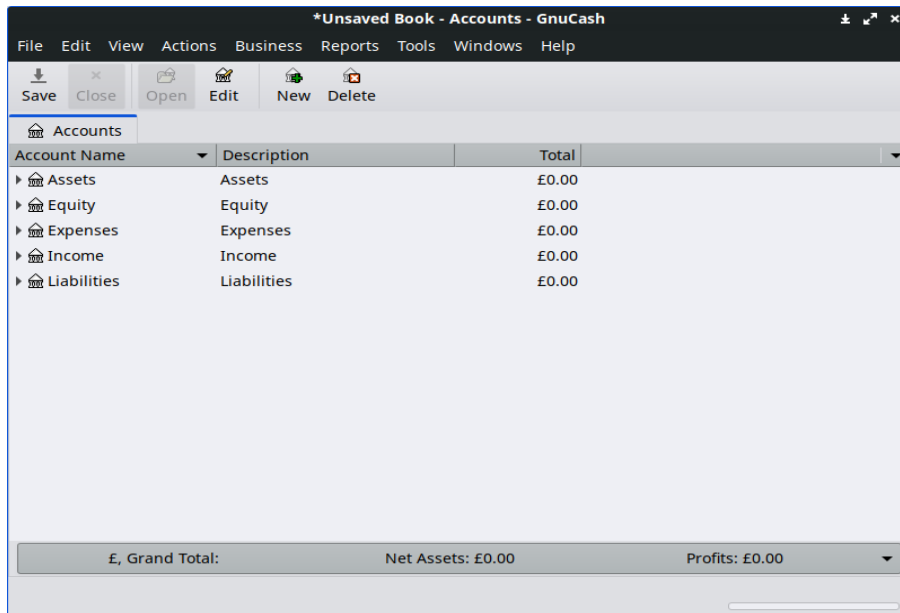 *Unsaved Book - Accounts - GnuCash
File Edit View Actions Business Reports Tools Windows Help
Save Close Open Edit New Delete
Accounts
Account Name Description Total
Assets Assets £0.00
Equity Equity £0.00
Expenses Expenses £0.00
Income Income £0.00
Liabilities Liabilities £0.00
£, Grand Total: Net Assets: £0.00 Profits: £0.00